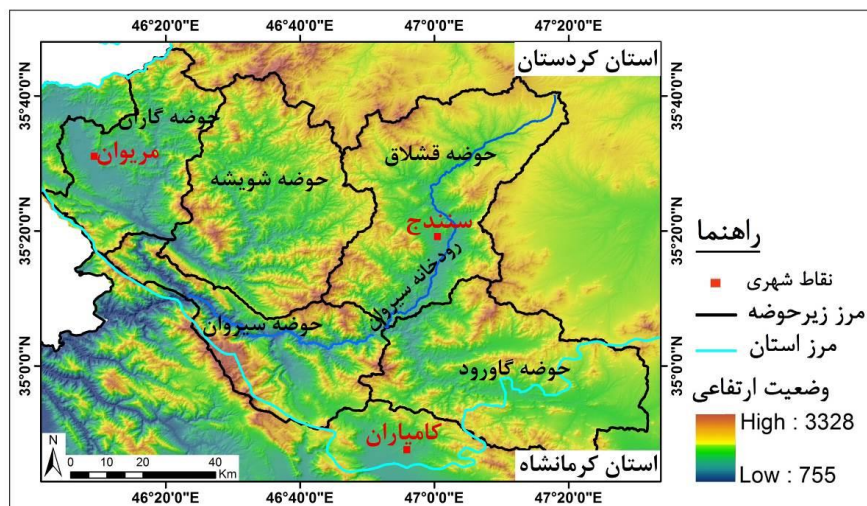 46°20'0"E 46°40'0"E 47°0'0"E 47°20'0"E
استان کردستان
35°40'0"N
35°20'0"N
35°0'0"N
حوضه گاران
مریوان
حوضه شویشه
حوضه قشلاق
سنندج
رودخانه سیروان
حوضه سیروان
حوضه گاورود
کامیاران
استان کرمانشاه
N
0 10 20 40
Km
35°40'0"N
35°20'0"N
35°0'0"N
46°20'0"E 46°40'0"E 47°0'0"E 47°20'0"E
راهنما
نقاط شهری
مرز زیرحوضه
مرز استان
وضعیت ارتفاعی
High : 3328
Low : 755